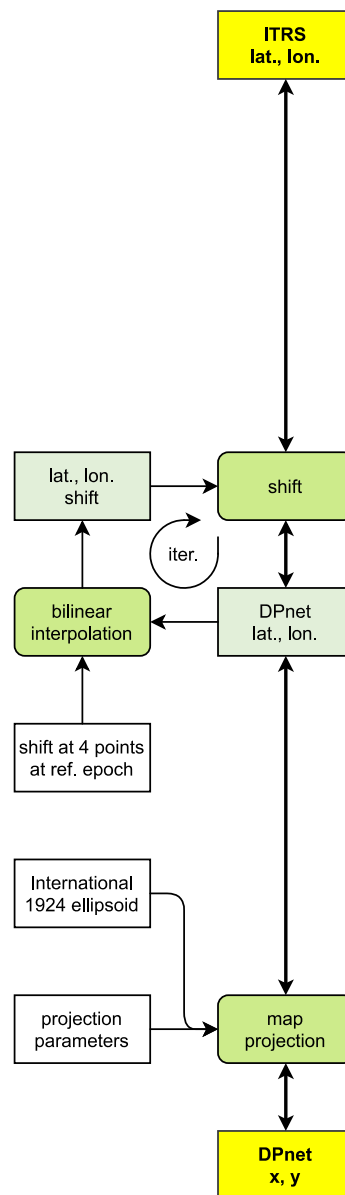 ITRS
lat., lon.
lat., lon.
shift
shift
iter.
bilinear
interpolation
DPnet
lat., lon.
shift at 4 points
at ref. epoch
International
1924 ellipsoid
projection
parameters
map
projection
DPnet
x, y